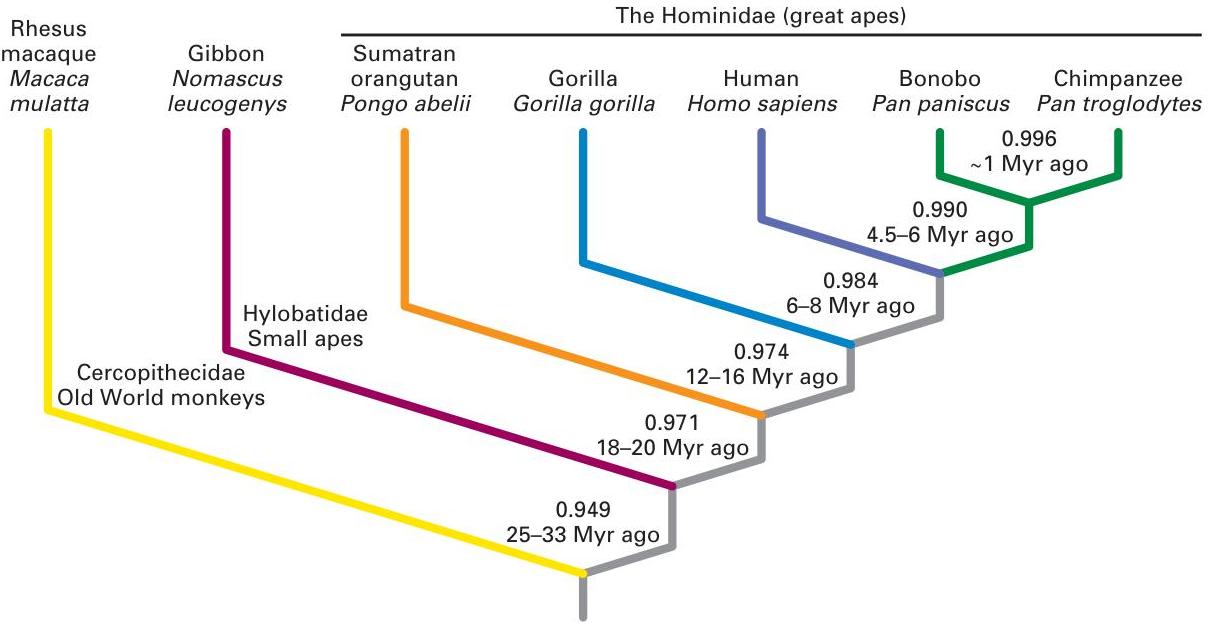 The Hominidae (great apes)
Rhesus
macaque
Macaca
mulatta
Gibbon
Nomascus
leucogenys
Sumatran
orangutan
Pongo abelii
Gorilla
Gorilla gorilla
Human
Homo sapiens
Bonobo
Pan paniscus
Chimpanzee
Pan troglodytes
0.996
~1 Myr ago
0.990
4.5–6 Myr ago
0.984
6–8 Myr ago
Hylobatidae
Small apes
0.974
12–16 Myr ago
Cercopithecidae
Old World monkeys
0.971
18–20 Myr ago
0.949
25–33 Myr ago